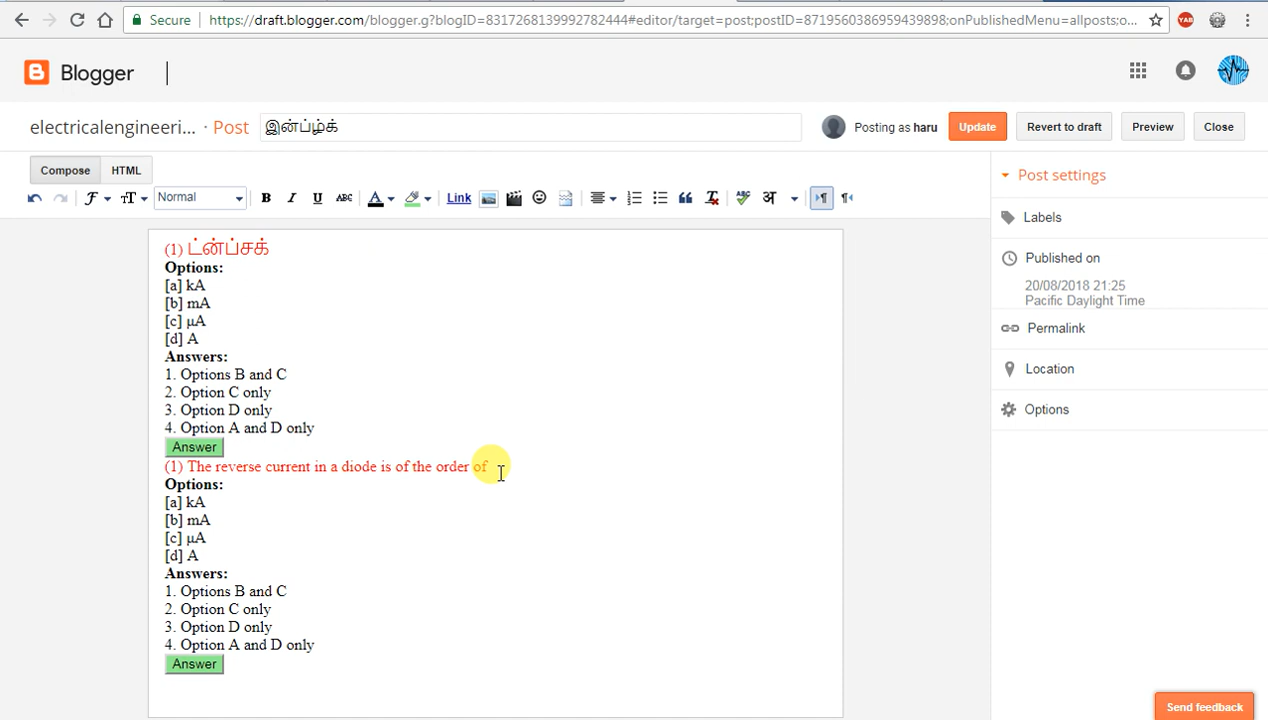 Secure https://draft.blogger.com/blogger.g?blogID=8317268139992782444#editor/target=post;postID=8719560386959439898;onPublishedMenu=allposts;o...
Blogger
electricalengineeri... · Post இன்ப்ழ்க் Posting as haru Update Revert to draft Preview Close
Compose HTML
Post settings
Normal B I U ABC A Link
Labels
Published on
20/08/2018 21:25
Pacific Daylight Time
Permalink
Location
Options
(1) ட்ன்ப்சக்
Options:
[a] kA
[b] mA
[c] μA
[d] A
Answers:
1. Options B and C
2. Option C only
3. Option D only
4. Option A and D only
Answer
(1) The reverse current in a diode is of the order of
Options:
[a] kA
[b] mA
[c] μA
[d] A
Answers:
1. Options B and C
2. Option C only
3. Option D only
4. Option A and D only
Answer
Send feedback